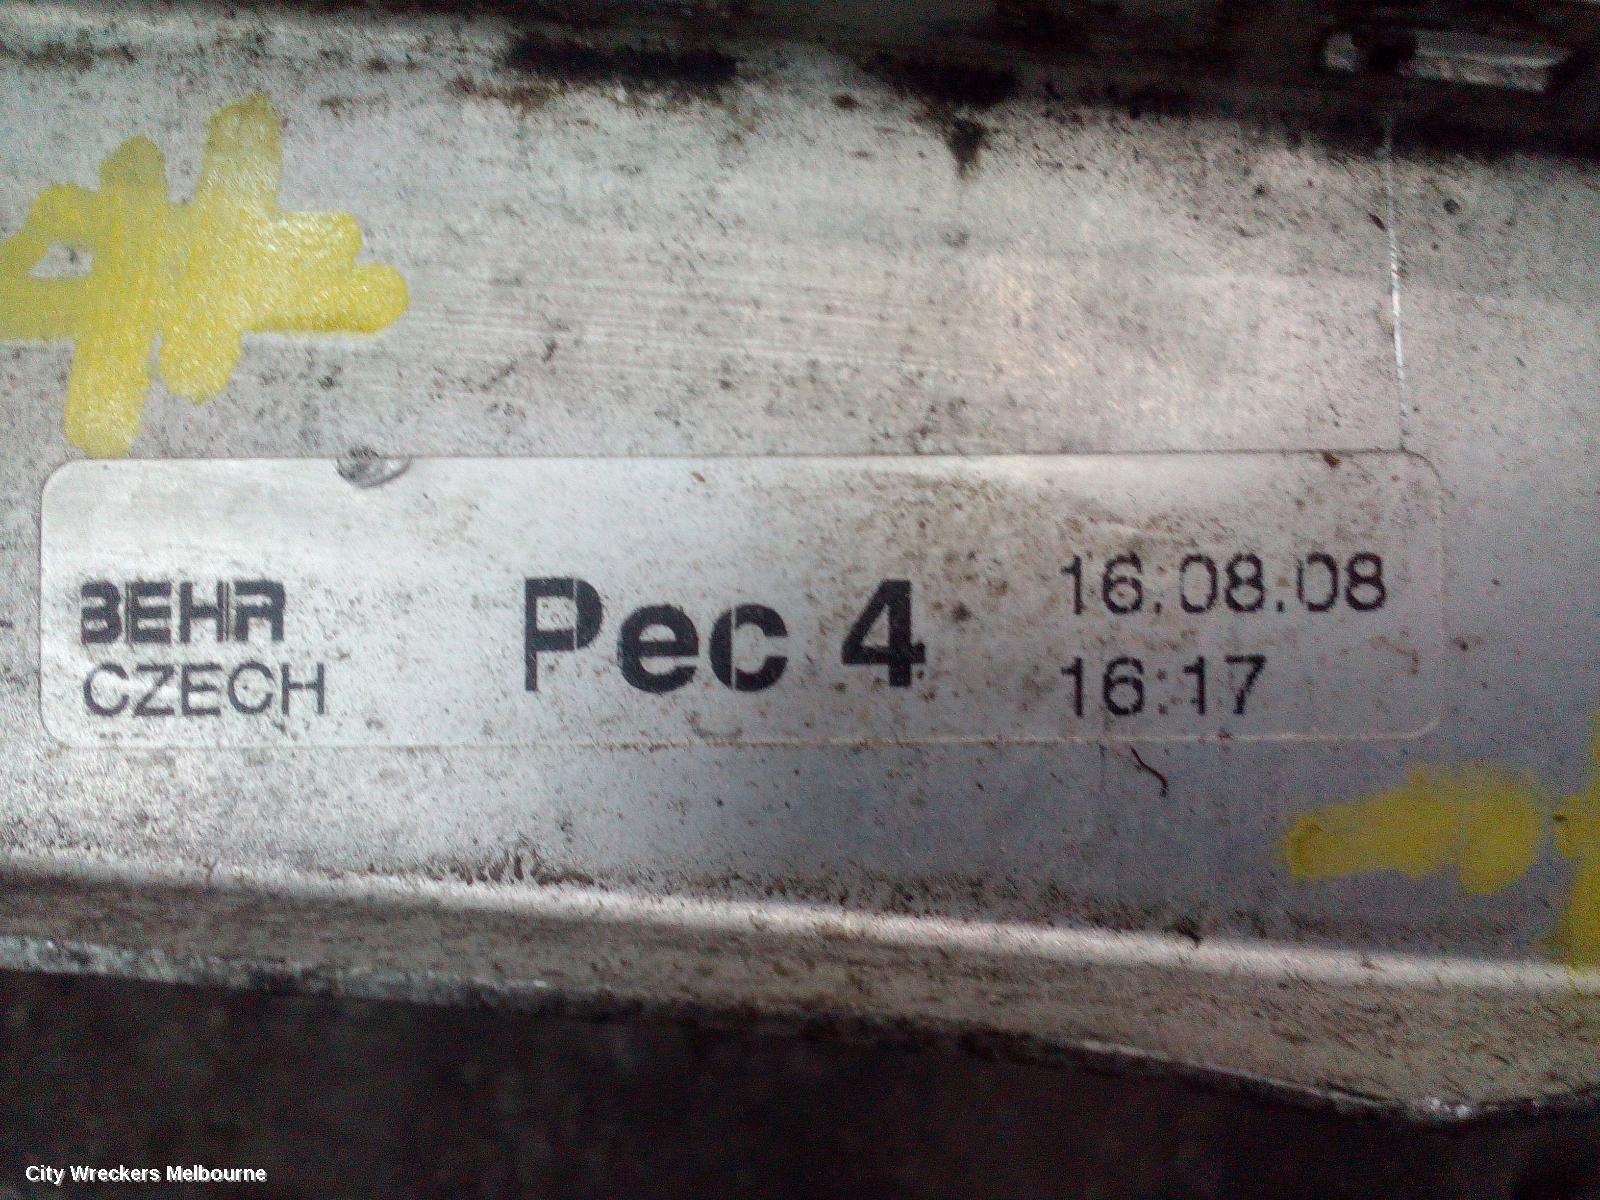 BEHR
CZECH
Pec 4
16.08.08
16:17
City Wreckers Melbourne